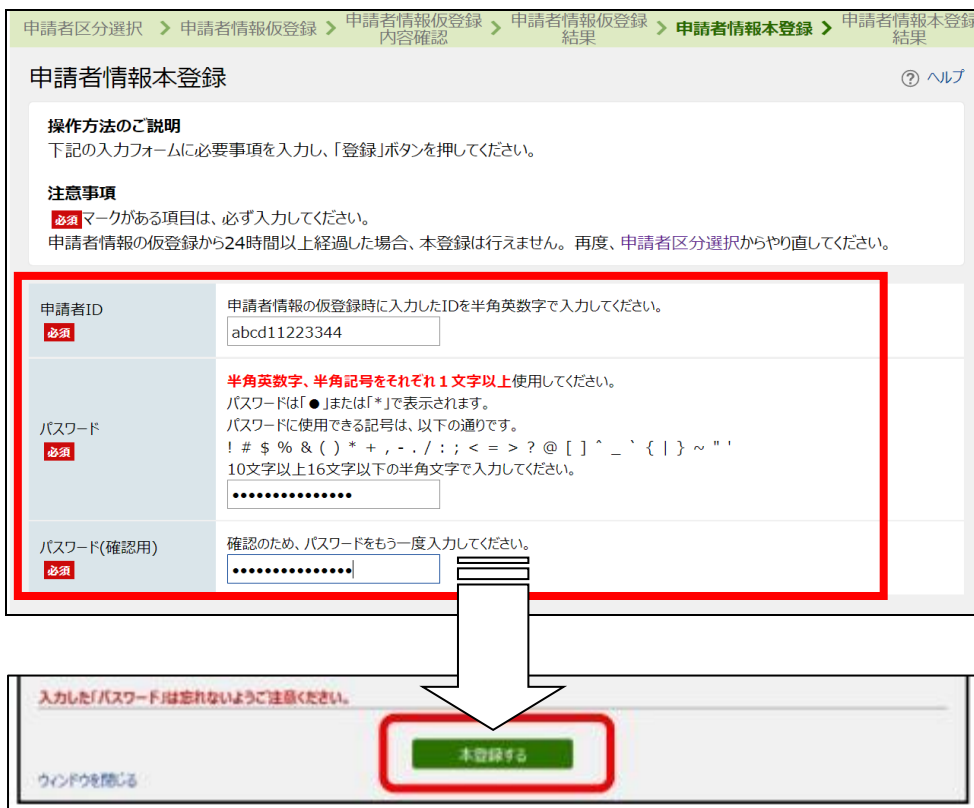 申請者区分選択 > 申請者情報仮登録 > 申請者情報仮登録 内容確認 > 申請者情報仮登録 結果 > 申請者情報本登録 > 申請者情報本登録 結果
申請者情報本登録
? ヘルプ
操作方法のご説明
下記の入力フォームに必要事項を入力し、「登録」ボタンを押してください。
注意事項
必須マークがある項目は、必ず入力してください。
申請者情報の仮登録から24時間以上経過した場合、本登録は行えません。再度、申請者区分選択からやり直してください。
申請者ID
必須
申請者情報の仮登録時に入力したIDを半角英数字で入力してください。
abcd11223344
パスワード
必須
半角英数字、半角記号をそれぞれ1文字以上使用してください。
パスワードは「●」または「*」で表示されます。
パスワードに使用できる記号は、以下の通りです。
! # $ % & ( ) * + , - . / : ; < = > ? @ [ ] ^ _ ` { | } ~ " '
10文字以上16文字以下の半角文字で入力してください。
●●●●●●●●●●●●●●●
パスワード(確認用)
必須
確認のため、パスワードをもう一度入力してください。
●●●●●●●●●●●●●●●
入力した「パスワード」は忘れないようご注意ください。
本登録する
ウィンドウを閉じる